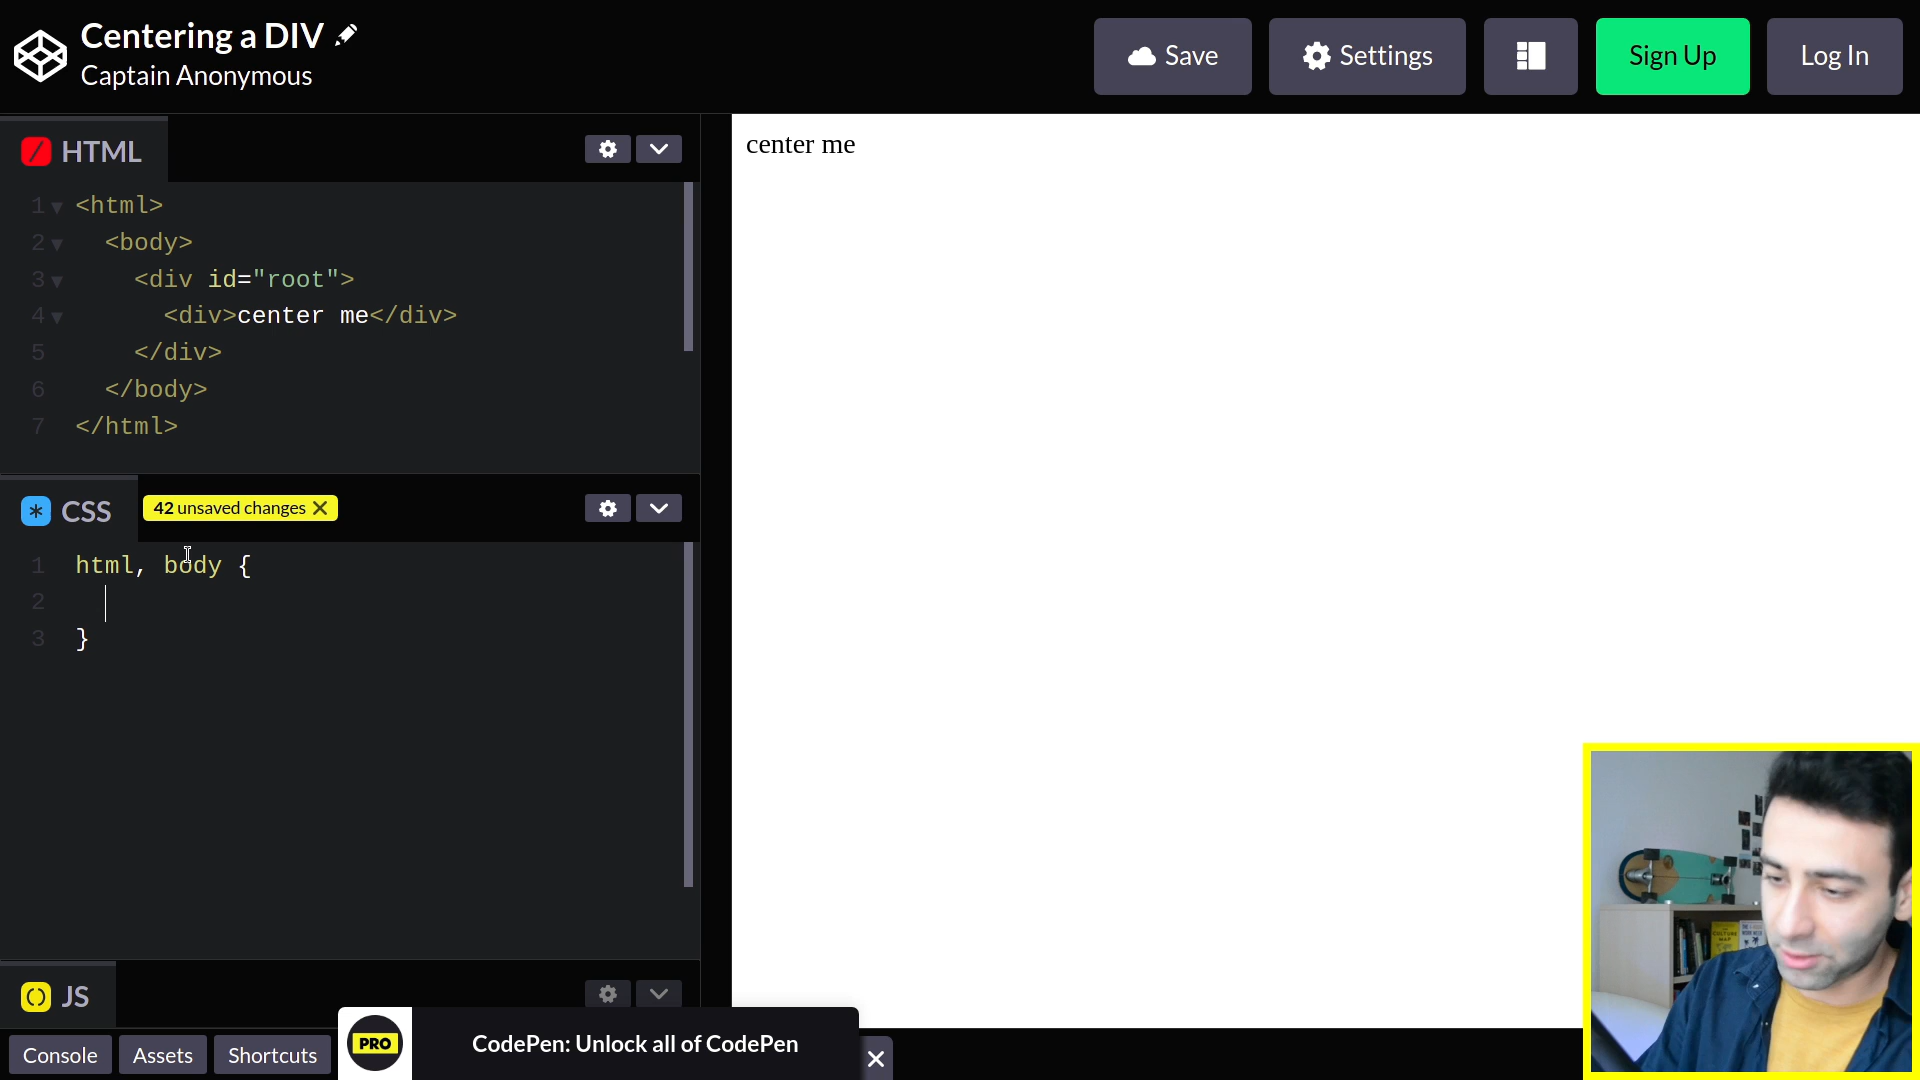 Centering a DIV
Captain Anonymous
Save
Settings
Sign Up
Log In
HTML
1 <html>
2 <body>
3 <div id="root">
4 <div>center me</div>
5 </div>
6 </body>
7 </html>
center me
CSS
42 unsaved changes
1 html, body {
2
3 }
JS
Console
Assets
Shortcuts
PRO
CodePen: Unlock all of CodePen